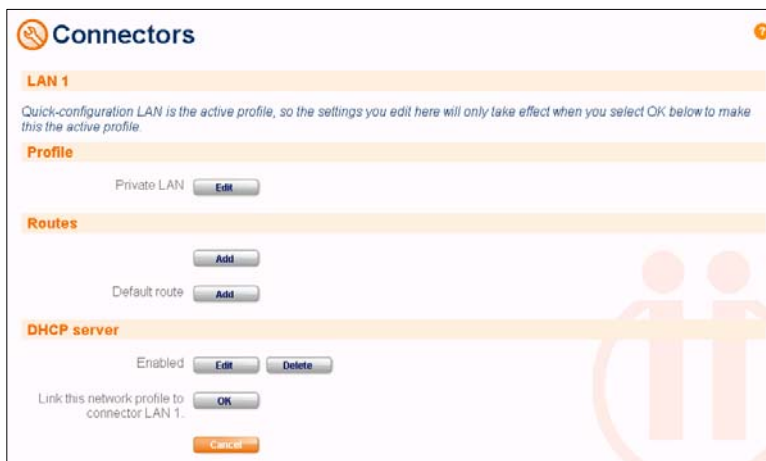 Connectors
?
LAN 1
Quick-configuration LAN is the active profile, so the settings you edit here will only take effect when you select OK below to make
this the active profile.
Profile
Private LAN Edit
Routes
Add
Default route Add
DHCP server
Enabled Edit Delete
Link this network profile to
connector LAN 1. OK
Cancel